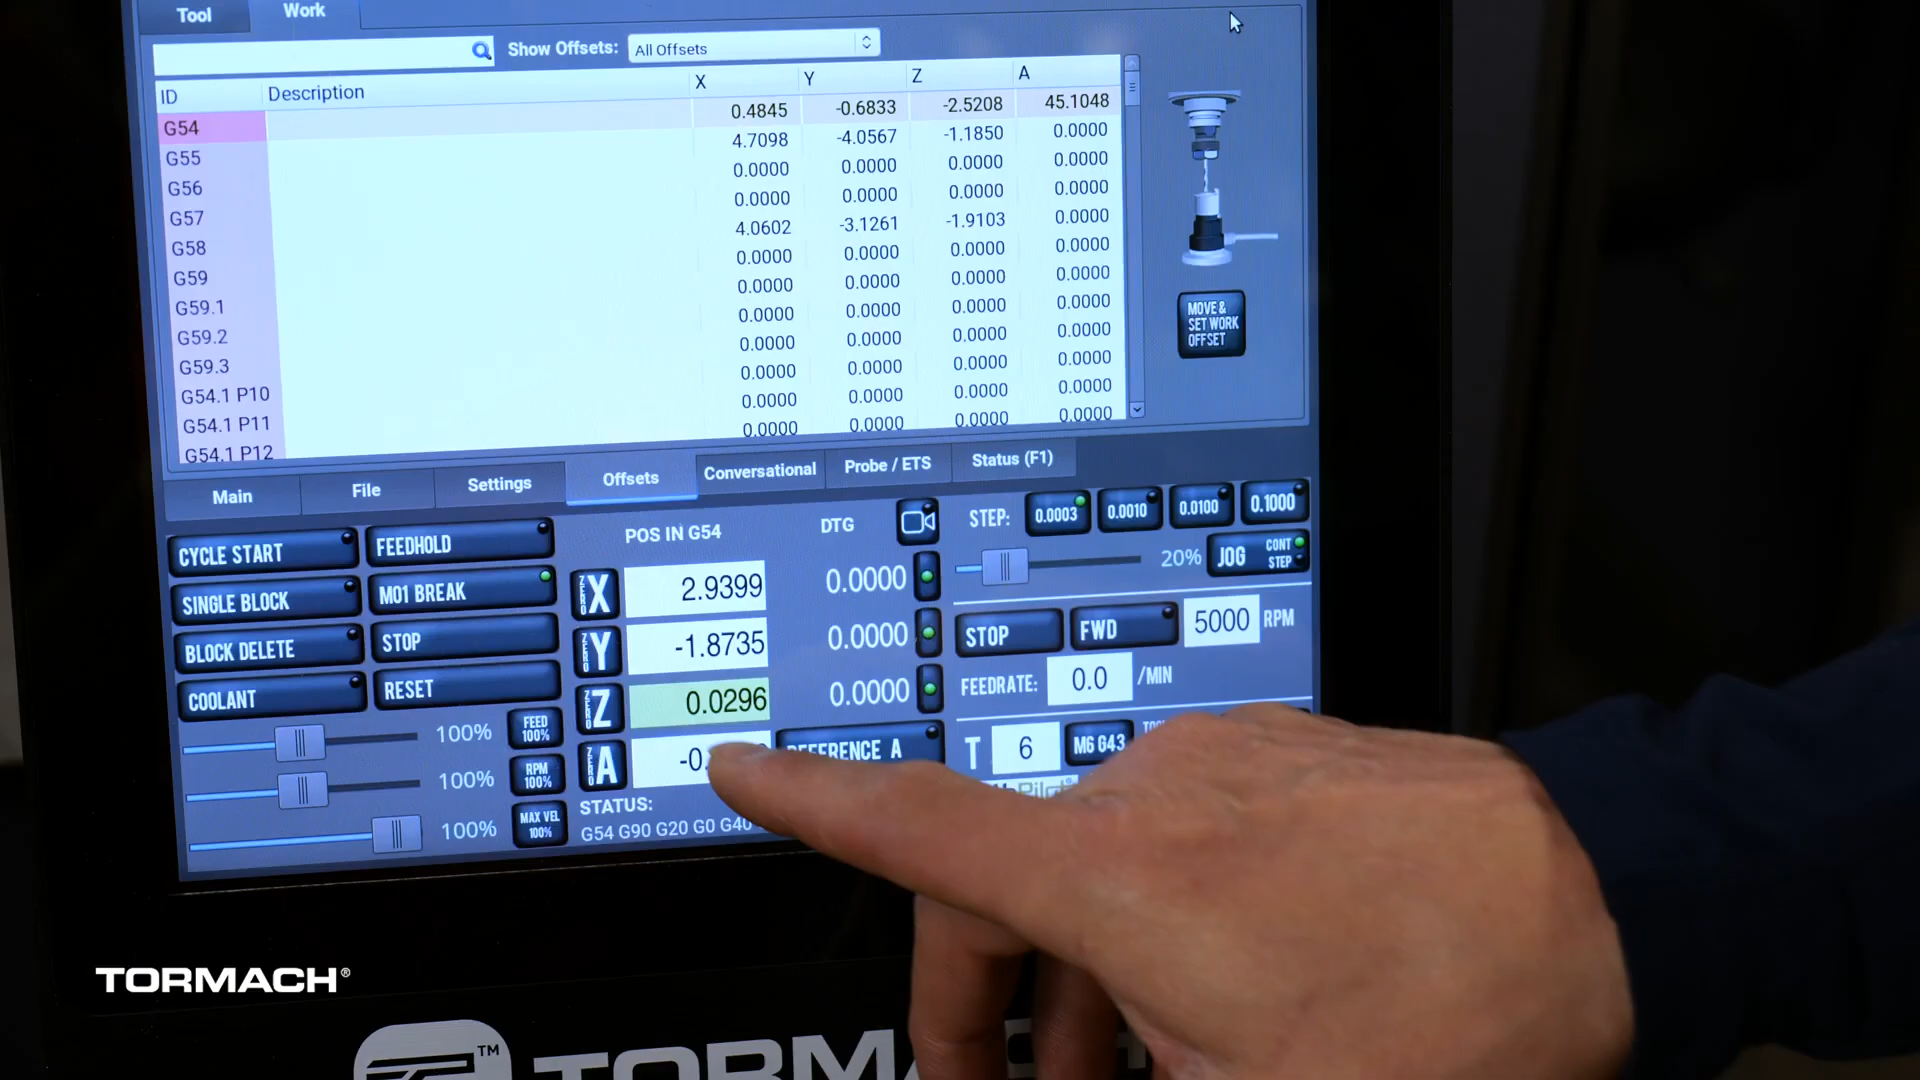 Tool Work
Show Offsets: All Offsets
ID Description X Y Z A
G54 0.4845 -0.6833 -2.5208 45.1048
G55 4.7098 -4.0567 -1.1850 0.0000
G56 0.0000 0.0000 0.0000 0.0000
G57 0.0000 0.0000 0.0000 0.0000
G58 4.0602 -3.1261 -1.9103 0.0000
G59 0.0000 0.0000 0.0000 0.0000
G59.1 0.0000 0.0000 0.0000 0.0000
G59.2 0.0000 0.0000 0.0000 0.0000
G59.3 0.0000 0.0000 0.0000 0.0000
G54.1 P10 0.0000 0.0000 0.0000 0.0000
G54.1 P11 0.0000 0.0000 0.0000 0.0000
G54.1 P12 0.0000 0.0000 0.0000 0.0000
MOVE &
SET WORK
OFFSET
Main File Settings Offsets Conversational Probe / ETS Status (F1)
CYCLE START FEEDHOLD
SINGLE BLOCK M01 BREAK
BLOCK DELETE STOP
COOLANT RESET
100% FEED 100%
100% RPM 100%
100% MAX VEL 100%
POS IN G54 DTG
ZERO X 2.9399 0.0000
ZERO Y -1.8735 0.0000
ZERO Z 0.0296 0.0000
ZERO A REFERENCE A
STATUS:
G54 G90 G20 G0 G40
STEP: 0.0003 0.0010 0.0100 0.1000
20% JOG CONT STEP
STOP FWD 5000 RPM
FEEDRATE: 0.0 /MIN
T 6 M6 G43
TORMACH®
TM
TORMACH